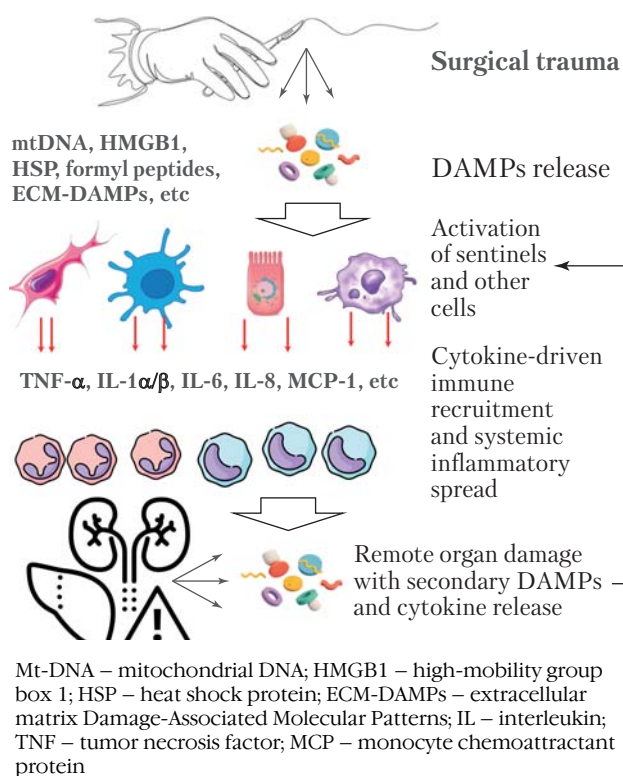 Surgical trauma
mtDNA, HMGB1,
HSP, formyl peptides,
ECM-DAMPs, etc
DAMPs release
Activation
of sentinels
and other
cells
TNF-α, IL-1α/β, IL-6, IL-8, MCP-1, etc
Cytokine-driven
immune
recruitment
and systemic
inflammatory
spread
Remote organ damage
with secondary DAMPs
and cytokine release
Mt-DNA – mitochondrial DNA; HMGB1 – high-mobility group
box 1; HSP – heat shock protein; ECM-DAMPs – extracellular
matrix Damage-Associated Molecular Patterns; IL – interleukin;
TNF – tumor necrosis factor; MCP – monocyte chemoattractant
protein